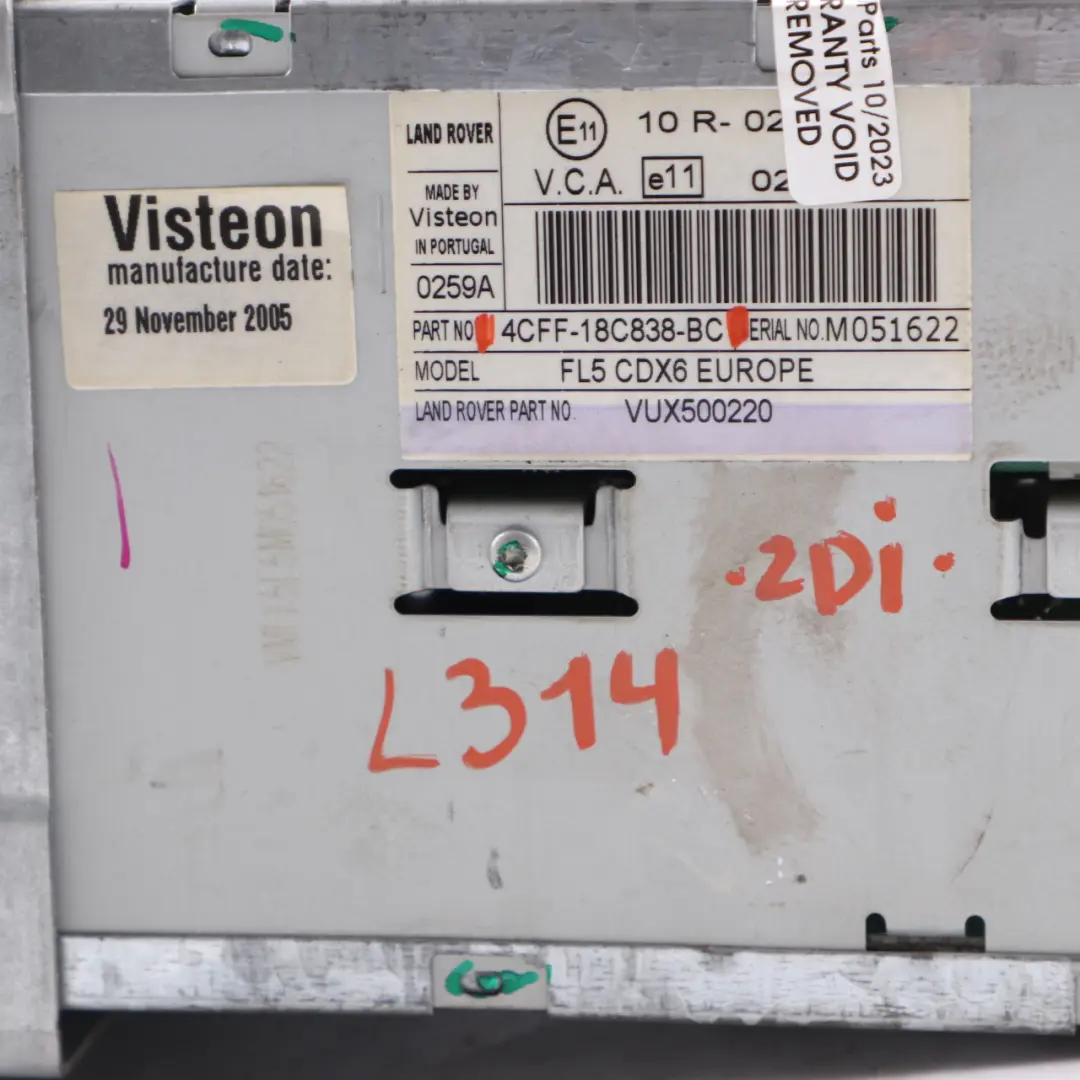 Visteon
manufacture date:
29 November 2005
LAND ROVER
MADE BY
Visteon
IN PORTUGAL
0259A
E11 10 R- 02
V.C.A. e11 02
PART NO 4CFF-18C838-BC ERIAL NO. M051622
MODEL FL5 CDX6 EUROPE
LAND ROVER PART NO. VUX500220
Parts 10/2023
RANTY VOID
REMOVED
·2Di·
L314